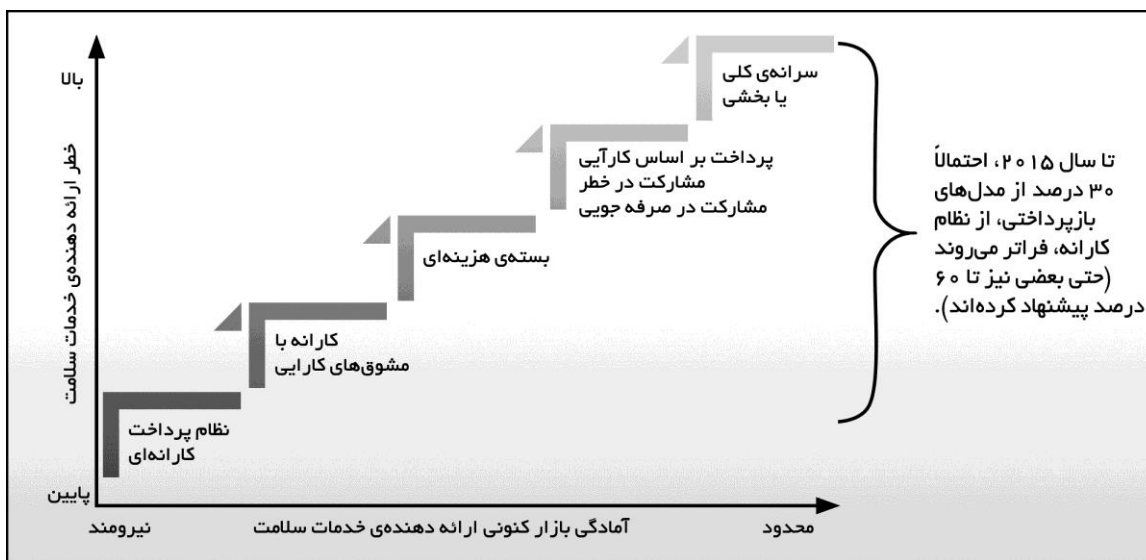 بالا
خطر ارائه دهنده‌ی خدمات سلامت
پایین
سرانه‌ی کلی
یا بخشی
پرداخت بر اساس کارآیی
مشارکت در خطر
مشارکت در صرفه جویی
بسته‌ی هزینه‌ای
کارانه با
مشوق‌های کارایی
نظام پرداخت
کارانه‌ای
تا سال ۲۰۱۵، احتمالاً
۳۰ درصد از مدل‌های
بازپرداختی، از نظام
کارانه، فراتر می‌روند
(حتی بعضی نیز تا ۶۰
درصد پیشنهاد کرده‌اند).
محدود
آمادگی بازار کنونی ارائه دهنده‌ی خدمات سلامت
نیرومند